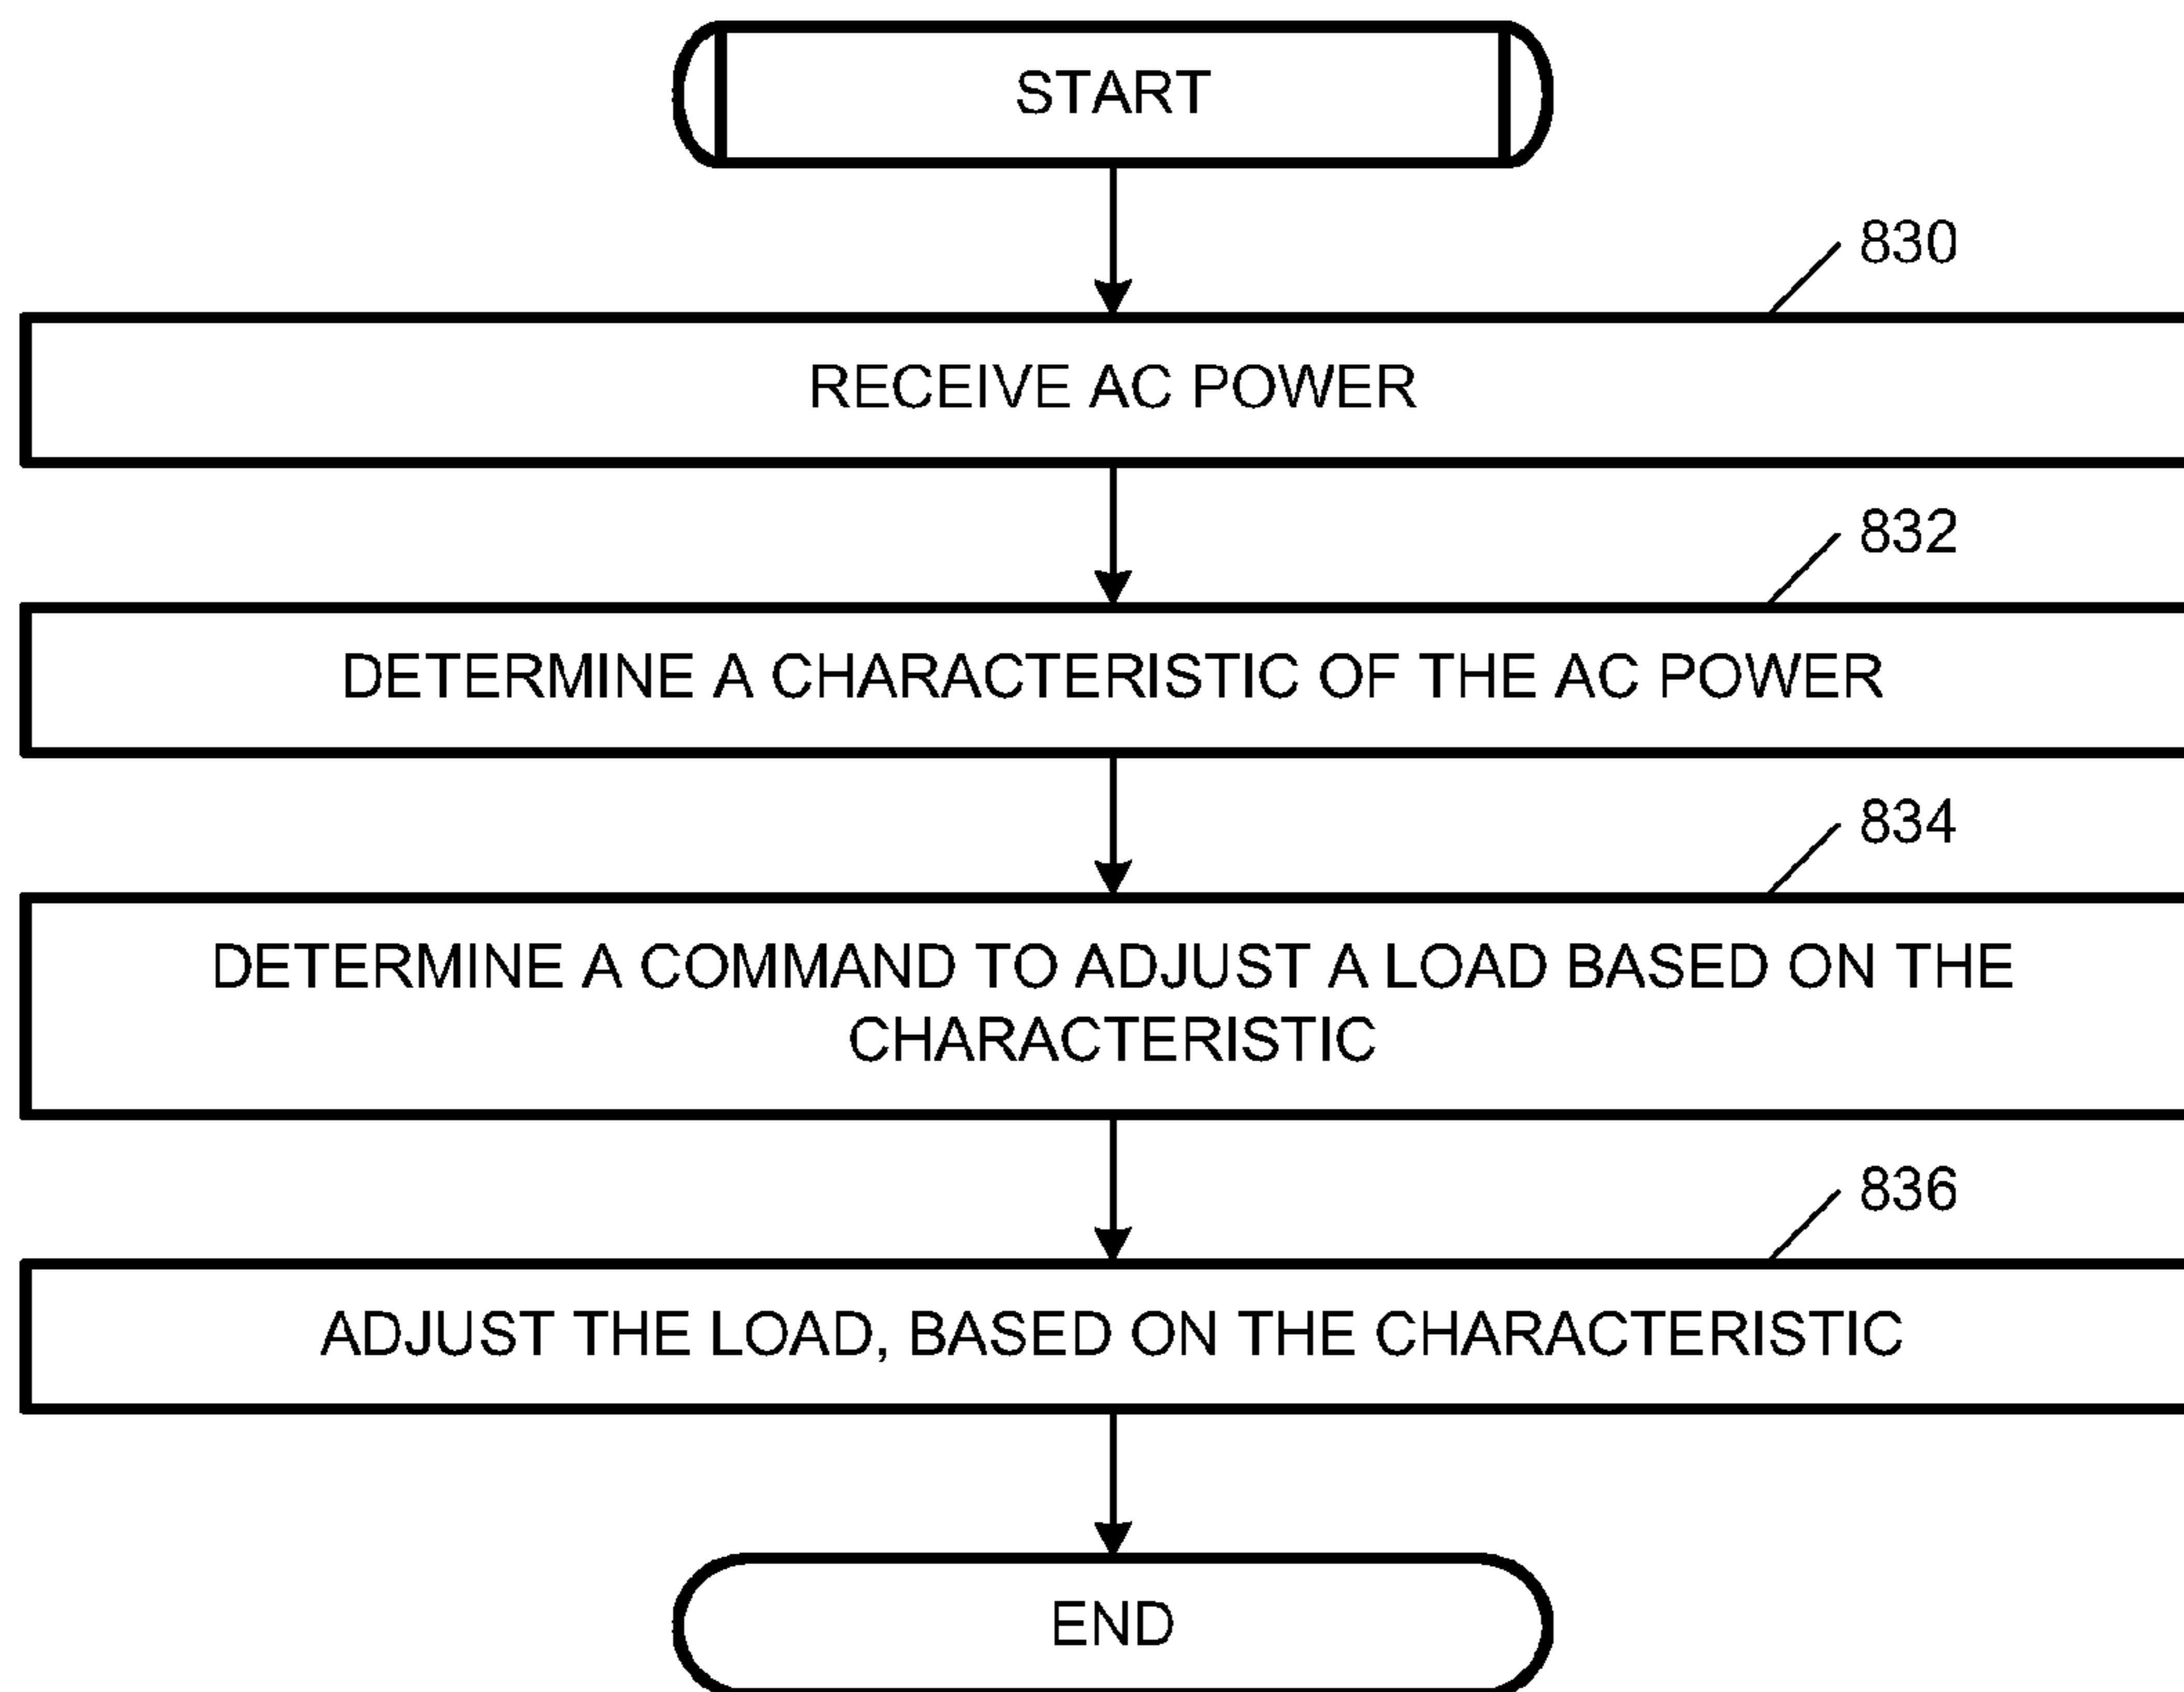 START
830
RECEIVE AC POWER
832
DETERMINE A CHARACTERISTIC OF THE AC POWER
834
DETERMINE A COMMAND TO ADJUST A LOAD BASED ON THE
CHARACTERISTIC
836
ADJUST THE LOAD, BASED ON THE CHARACTERISTIC
END